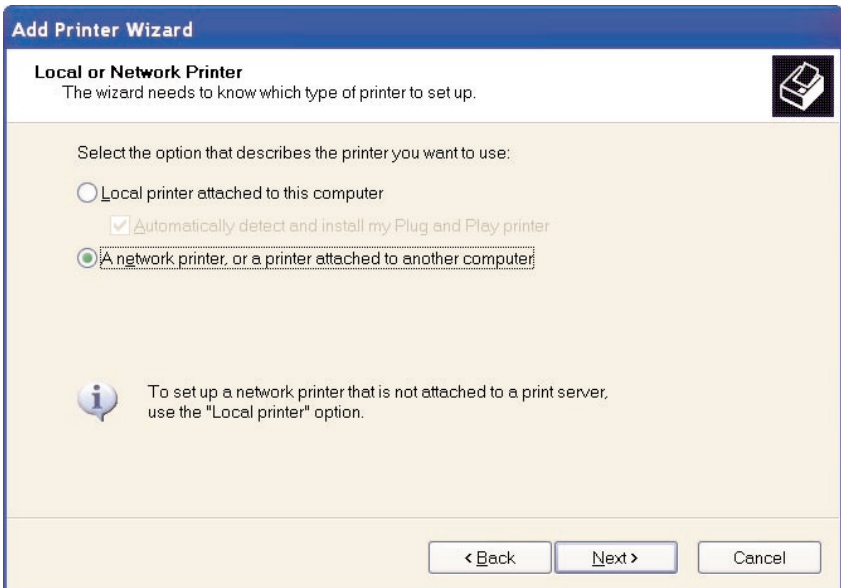 Add Printer Wizard
Local or Network Printer
The wizard needs to know which type of printer to set up.
Select the option that describes the printer you want to use:
Local printer attached to this computer
Automatically detect and install my Plug and Play printer
A network printer, or a printer attached to another computer
To set up a network printer that is not attached to a print server,
use the "Local printer" option.
< Back Next > Cancel